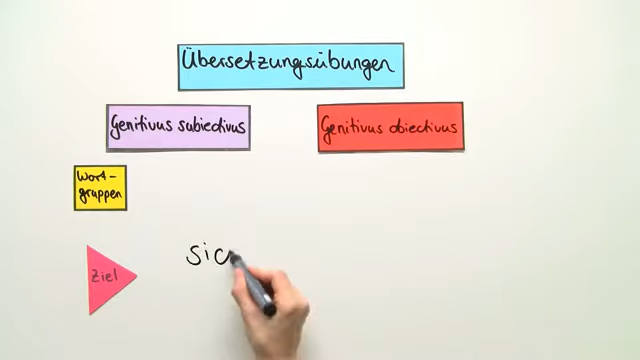 Übersetzungsübungen
Genitivus subiectivus
Genitivus obiectivus
Wort-
gruppen
Ziel
sic